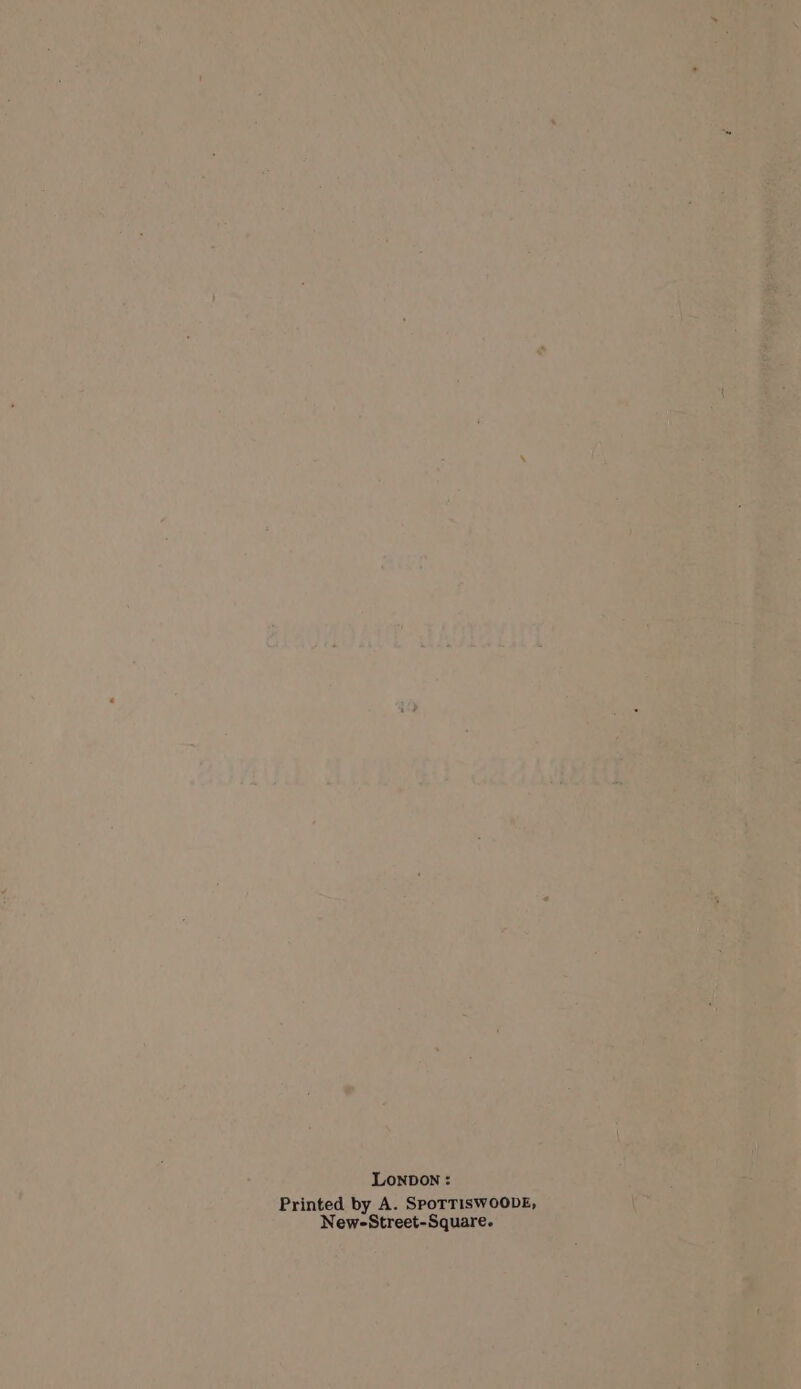 LONDON :
Printed by A. SPOTTISWOODE,
New-Street-Square.